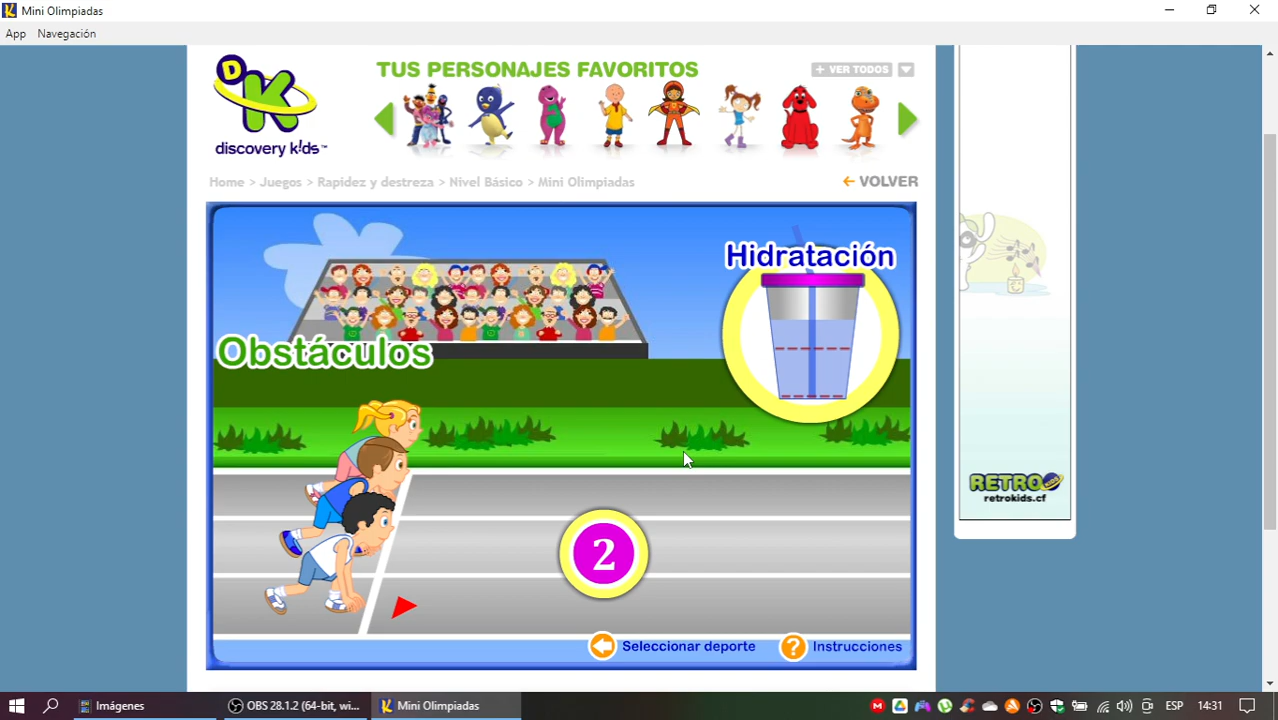 Mini Olimpiadas
App Navegación
TUS PERSONAJES FAVORITOS
+ VER TODOS
D K
discovery k!ds™
Home > Juegos > Rapidez y destreza > Nivel Básico > Mini Olimpiadas
VOLVER
Hidratación
Obstáculos
2
Seleccionar deporte
? Instrucciones
RETRO
retrokids.cf
Imágenes
OBS 28.1.2 (64-bit, wi...
Mini Olimpiadas
ESP
14:31